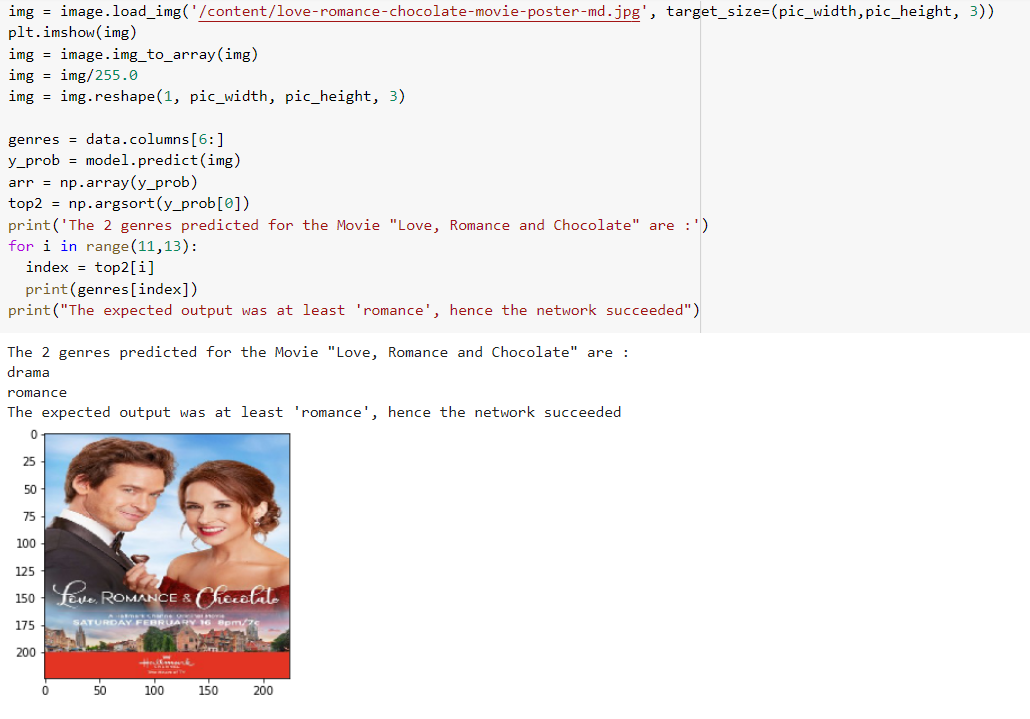 img = image.load_img('/content/love-romance-chocolate-movie-poster-md.jpg', target_size=(pic_width,pic_height, 3))
plt.imshow(img)
img = image.img_to_array(img)
img = img/255.0
img = img.reshape(1, pic_width, pic_height, 3)
genres = data.columns[6:]
y_prob = model.predict(img)
arr = np.array(y_prob)
top2 = np.argsort(y_prob[0])
print('The 2 genres predicted for the Movie "Love, Romance and Chocolate" are :')
for i in range(11,13):
index = top2[i]
print(genres[index])
print("The expected output was at least 'romance', hence the network succeeded")
The 2 genres predicted for the Movie "Love, Romance and Chocolate" are :
drama
romance
The expected output was at least 'romance', hence the network succeeded
0
25
50
75
100
125
150
175
200
Love, ROMANCE & Chocolate
SATURDAY FEBRUARY 16 8pm/7c
Hallmark
0 50 100 150 200